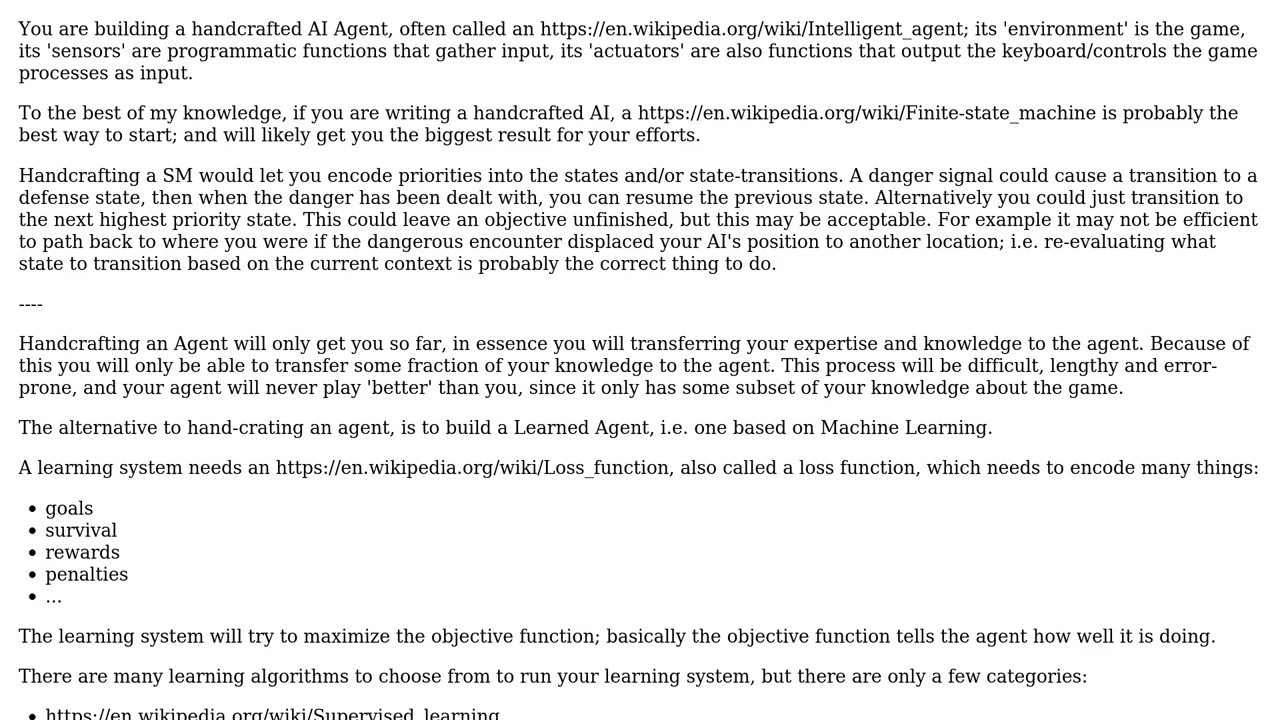 You are building a handcrafted AI Agent, often called an https://en.wikipedia.org/wiki/Intelligent_agent; its 'environment' is the game,
its 'sensors' are programmatic functions that gather input, its 'actuators' are also functions that output the keyboard/controls the game
processes as input.
To the best of my knowledge, if you are writing a handcrafted AI, a https://en.wikipedia.org/wiki/Finite-state_machine is probably the
best way to start; and will likely get you the biggest result for your efforts.
Handcrafting a SM would let you encode priorities into the states and/or state-transitions. A danger signal could cause a transition to a
defense state, then when the danger has been dealt with, you can resume the previous state. Alternatively you could just transition to
the next highest priority state. This could leave an objective unfinished, but this may be acceptable. For example it may not be efficient
to path back to where you were if the dangerous encounter displaced your AI's position to another location; i.e. re-evaluating what
state to transition based on the current context is probably the correct thing to do.
----
Handcrafting an Agent will only get you so far, in essence you will transferring your expertise and knowledge to the agent. Because of
this you will only be able to transfer some fraction of your knowledge to the agent. This process will be difficult, lengthy and error-
prone, and your agent will never play 'better' than you, since it only has some subset of your knowledge about the game.
The alternative to hand-crating an agent, is to build a Learned Agent, i.e. one based on Machine Learning.
A learning system needs an https://en.wikipedia.org/wiki/Loss_function, also called a loss function, which needs to encode many things:
• goals
• survival
• rewards
• penalties
• ...
The learning system will try to maximize the objective function; basically the objective function tells the agent how well it is doing.
There are many learning algorithms to choose from to run your learning system, but there are only a few categories:
• https://en.wikipedia.org/wiki/Supervised_learning